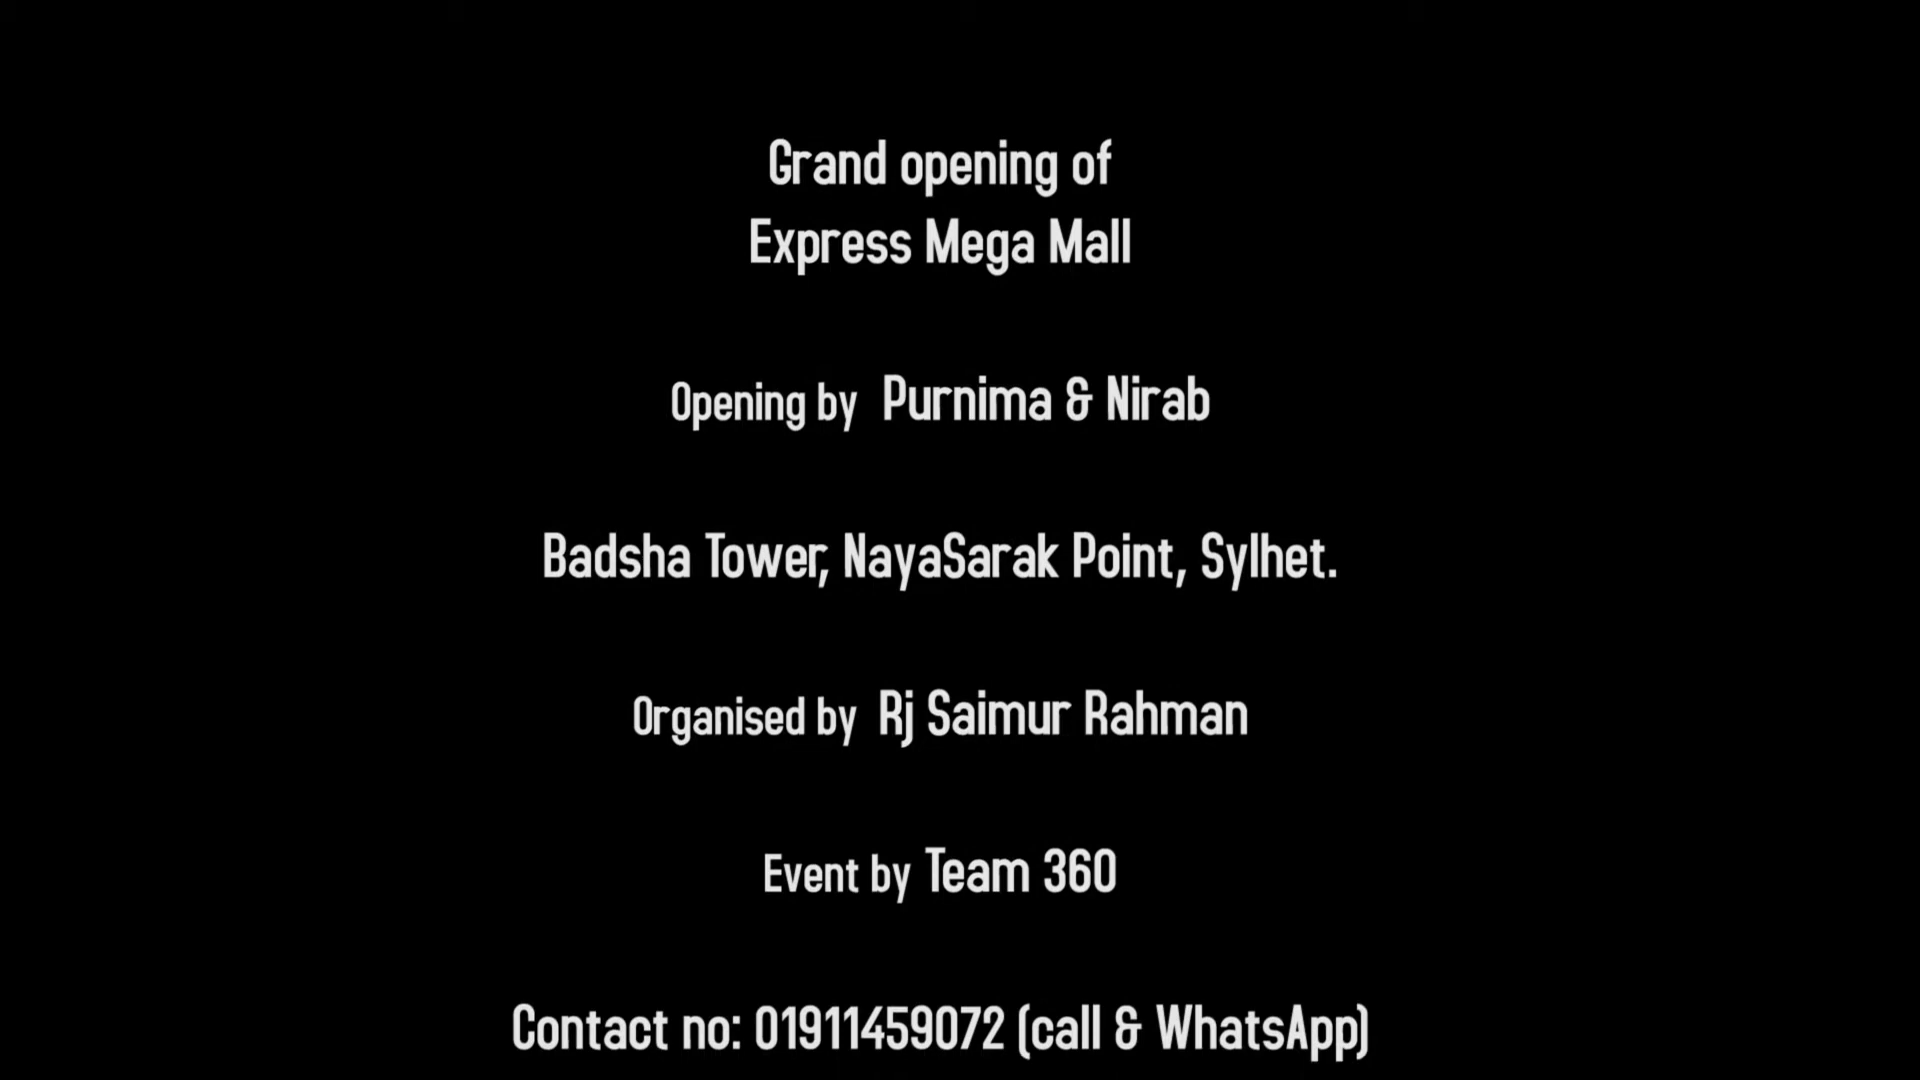 Grand opening of
Express Mega Mall
Opening by Purnima & Nirab
Badsha Tower, NayaSarak Point, Sylhet.
Organised by Rj Saimur Rahman
Event by Team 360
Contact no: 01911459072 (call & WhatsApp)